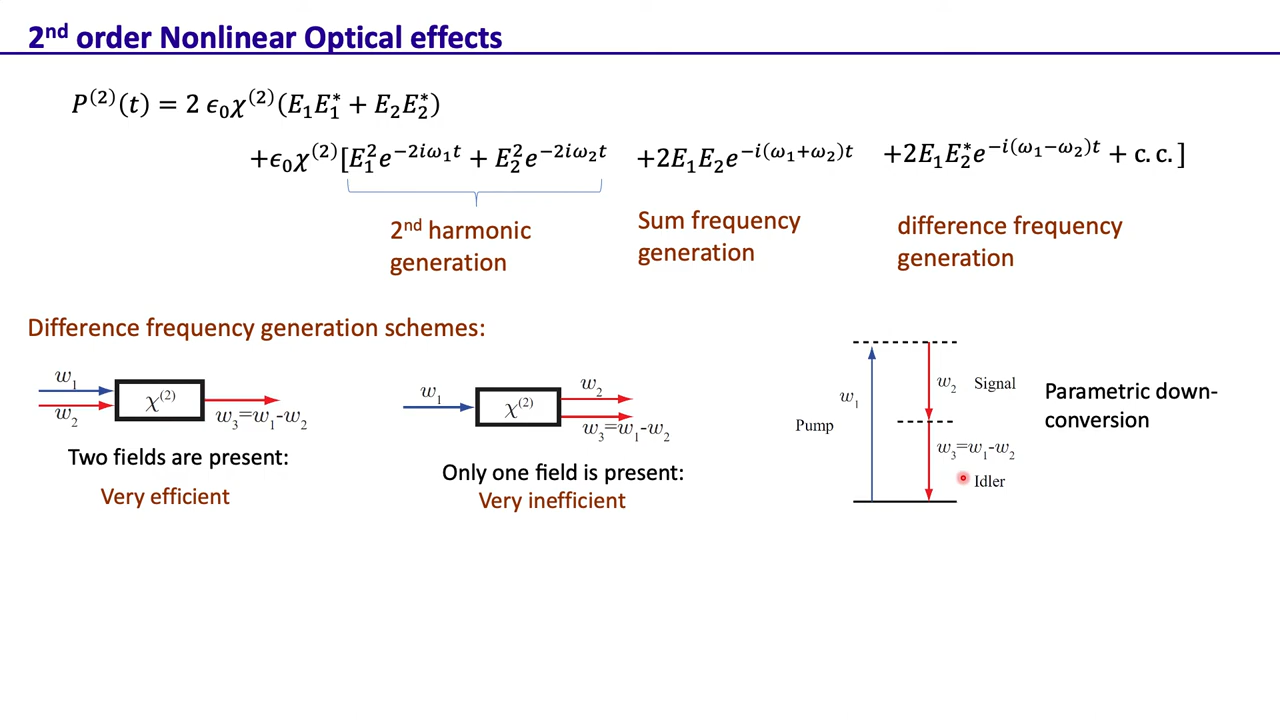 2nd order Nonlinear Optical effects
P^(2)(t) = 2 ϵ₀χ^(2)(E₁E₁* + E₂E₂*)
+ϵ₀χ^(2)[E₁²e^(−2iω₁t) + E₂²e^(−2iω₂t) +2E₁E₂e^(−i(ω₁+ω₂)t) +2E₁E₂*e^(−i(ω₁−ω₂)t) + c.c.]
2nd harmonic
generation
Sum frequency
generation
difference frequency
generation
Difference frequency generation schemes:
w₁
w₂
χ^(2)
w₃=w₁-w₂
Two fields are present:
Very efficient
w₁
χ^(2)
w₂
w₃=w₁-w₂
Only one field is present:
Very inefficient
Pump
w₁
w₂ Signal
w₃=w₁-w₂
Idler
Parametric down-
conversion